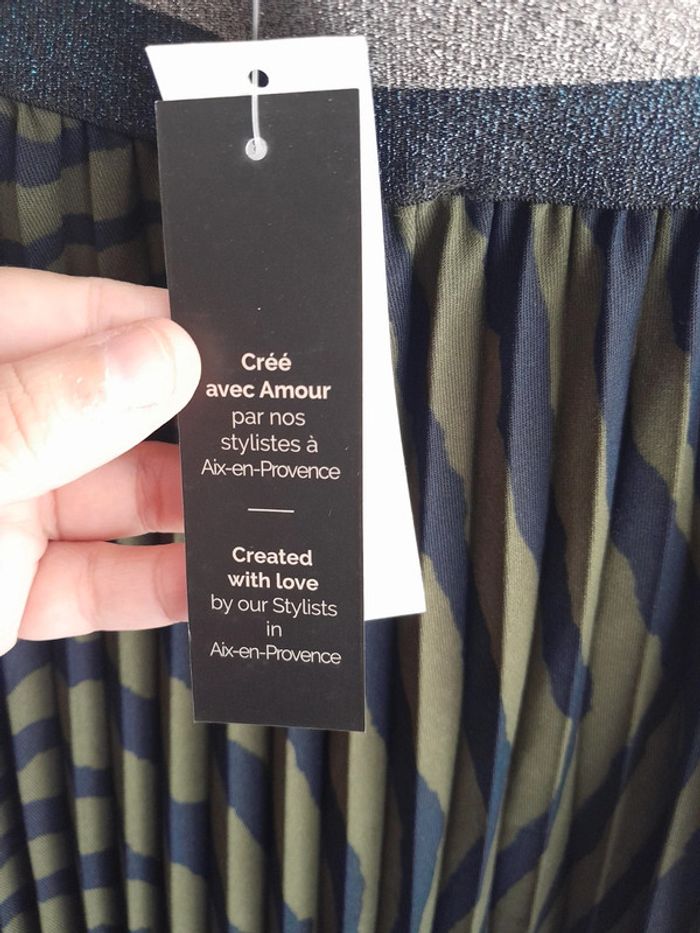 Créé
avec Amour
par nos
stylistes à
Aix-en-Provence
Created
with love
by our Stylists
in
Aix-en-Provence